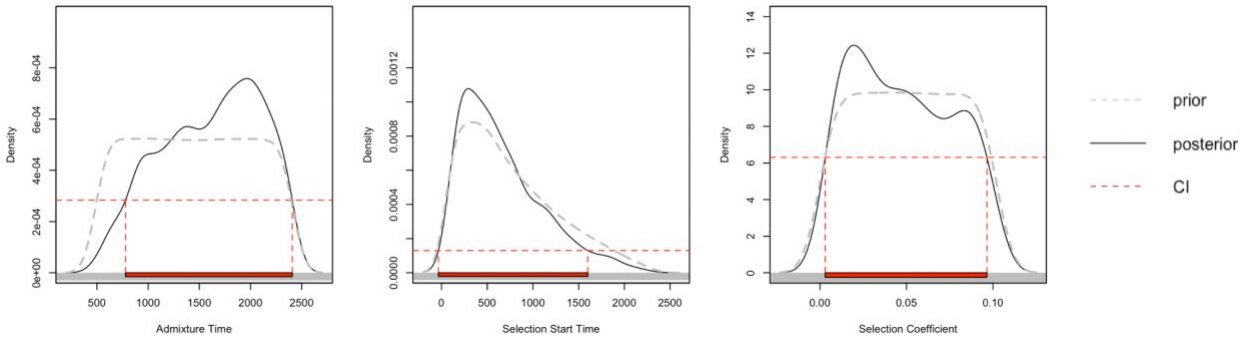 Density
0e+00 2e-04 4e-04 6e-04 8e-04
500 1000 1500 2000 2500
Admixture Time
Density
0.0000 0.0004 0.0008 0.0012
0 500 1000 1500 2000 2500
Selection Start Time
Density
0 2 4 6 8 10 12 14
0.00 0.05 0.10
Selection Coefficient
prior
posterior
CI